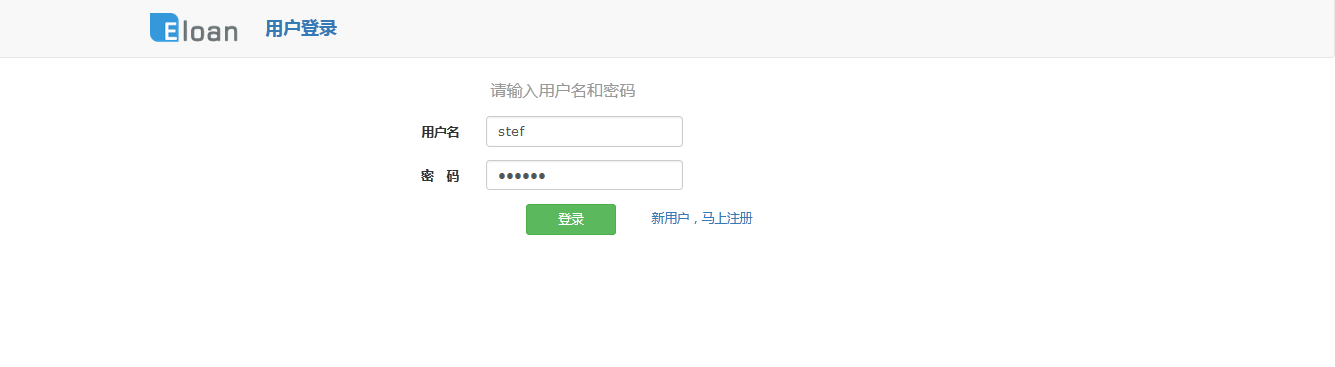 Eloan 用户登录
请输入用户名和密码
用户名 stef
密 码 ••••••
登录 新用户，马上注册